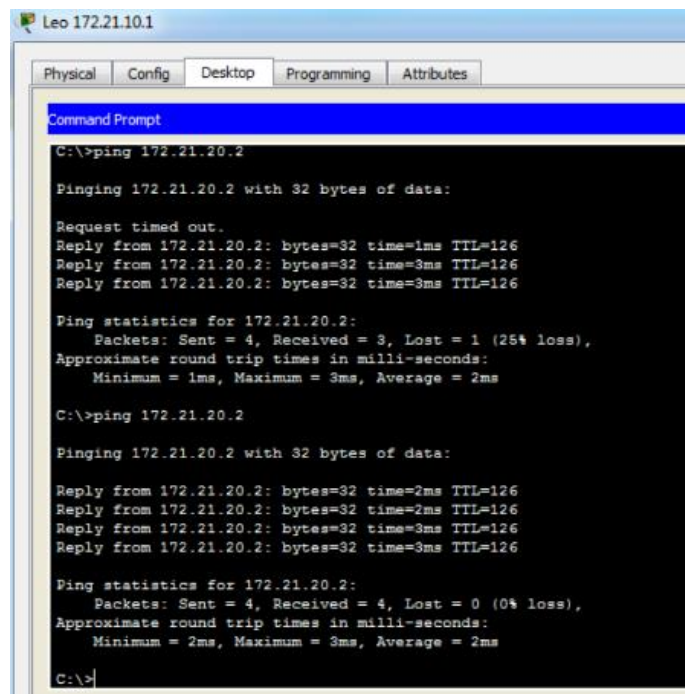 Leo 172.21.10.1
Physical Config Desktop Programming Attributes
Command Prompt
C:\>ping 172.21.20.2
Pinging 172.21.20.2 with 32 bytes of data:
Request timed out.
Reply from 172.21.20.2: bytes=32 time=1ms TTL=126
Reply from 172.21.20.2: bytes=32 time=3ms TTL=126
Reply from 172.21.20.2: bytes=32 time=3ms TTL=126
Ping statistics for 172.21.20.2:
Packets: Sent = 4, Received = 3, Lost = 1 (25% loss),
Approximate round trip times in milli-seconds:
Minimum = 1ms, Maximum = 3ms, Average = 2ms
C:\>ping 172.21.20.2
Pinging 172.21.20.2 with 32 bytes of data:
Reply from 172.21.20.2: bytes=32 time=2ms TTL=126
Reply from 172.21.20.2: bytes=32 time=2ms TTL=126
Reply from 172.21.20.2: bytes=32 time=3ms TTL=126
Reply from 172.21.20.2: bytes=32 time=3ms TTL=126
Ping statistics for 172.21.20.2:
Packets: Sent = 4, Received = 4, Lost = 0 (0% loss),
Approximate round trip times in milli-seconds:
Minimum = 2ms, Maximum = 3ms, Average = 2ms
C:\>